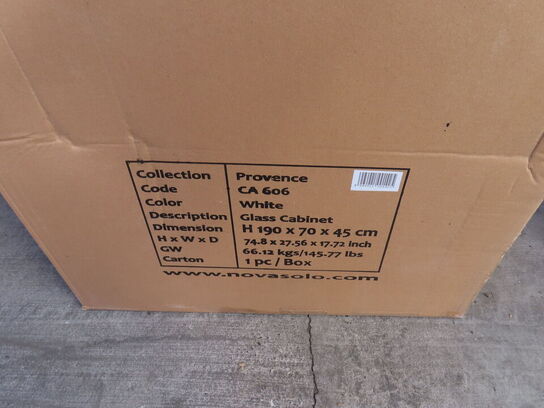 Collection Provence
Code CA 606
Color White
Description Glass Cabinet
Dimension H 190 x 70 x 45 cm
H x W x D 74.8 x 27.56 x 17.72 inch
GW 66.12 kgs/145.77 lbs
Carton 1 pc / Box
www.novasolo.com